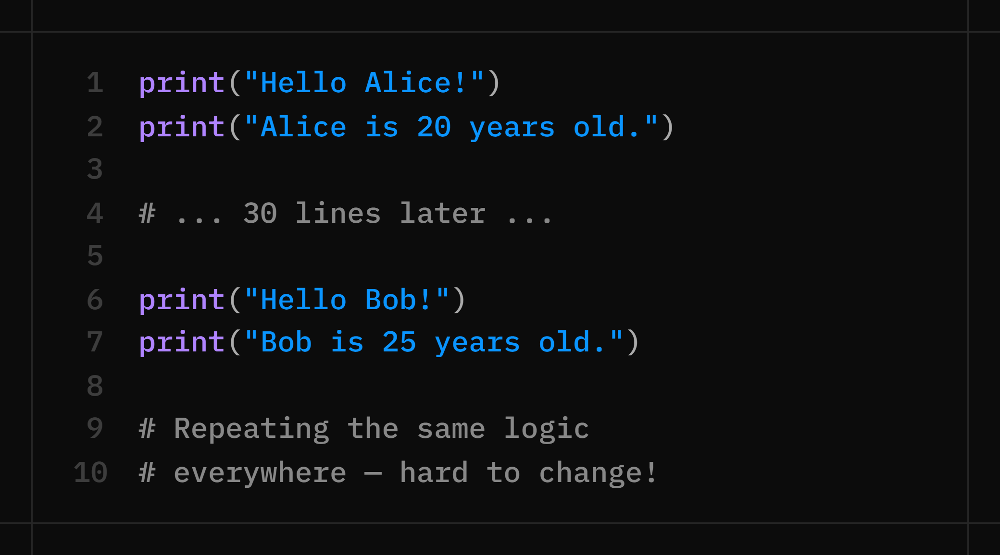 1 print("Hello Alice!")
2 print("Alice is 20 years old.")
3
4 # ... 30 lines later ...
5
6 print("Hello Bob!")
7 print("Bob is 25 years old.")
8
9 # Repeating the same logic
10 # everywhere — hard to change!